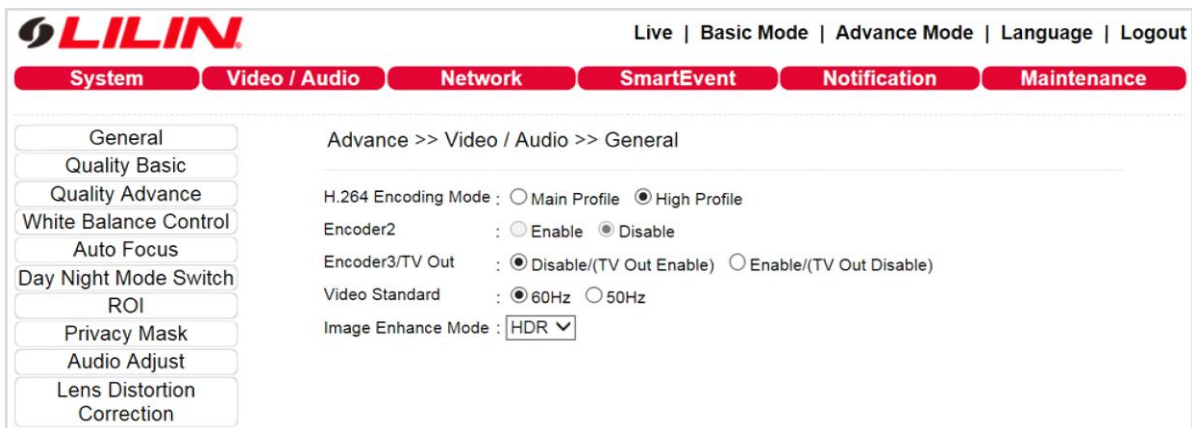 LILIN
Live | Basic Mode | Advance Mode | Language | Logout
System Video / Audio Network SmartEvent Notification Maintenance
General
Quality Basic
Quality Advance
White Balance Control
Auto Focus
Day Night Mode Switch
ROI
Privacy Mask
Audio Adjust
Lens Distortion
Correction
Advance >> Video / Audio >> General
H.264 Encoding Mode : Main Profile High Profile
Encoder2 : Enable Disable
Encoder3/TV Out : Disable/(TV Out Enable) Enable/(TV Out Disable)
Video Standard : 60Hz 50Hz
Image Enhance Mode : HDR